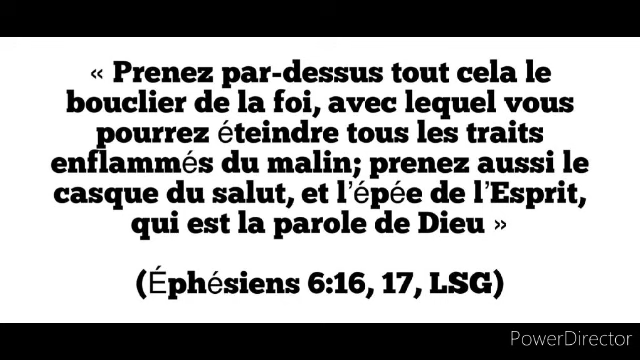 « Prenez par-dessus tout cela le
bouclier de la foi, avec lequel vous
pourrez éteindre tous les traits
enflammés du malin; prenez aussi le
casque du salut, et l’épée de l’Esprit,
qui est la parole de Dieu »
(Éphésiens 6:16, 17, LSG)
PowerDirector